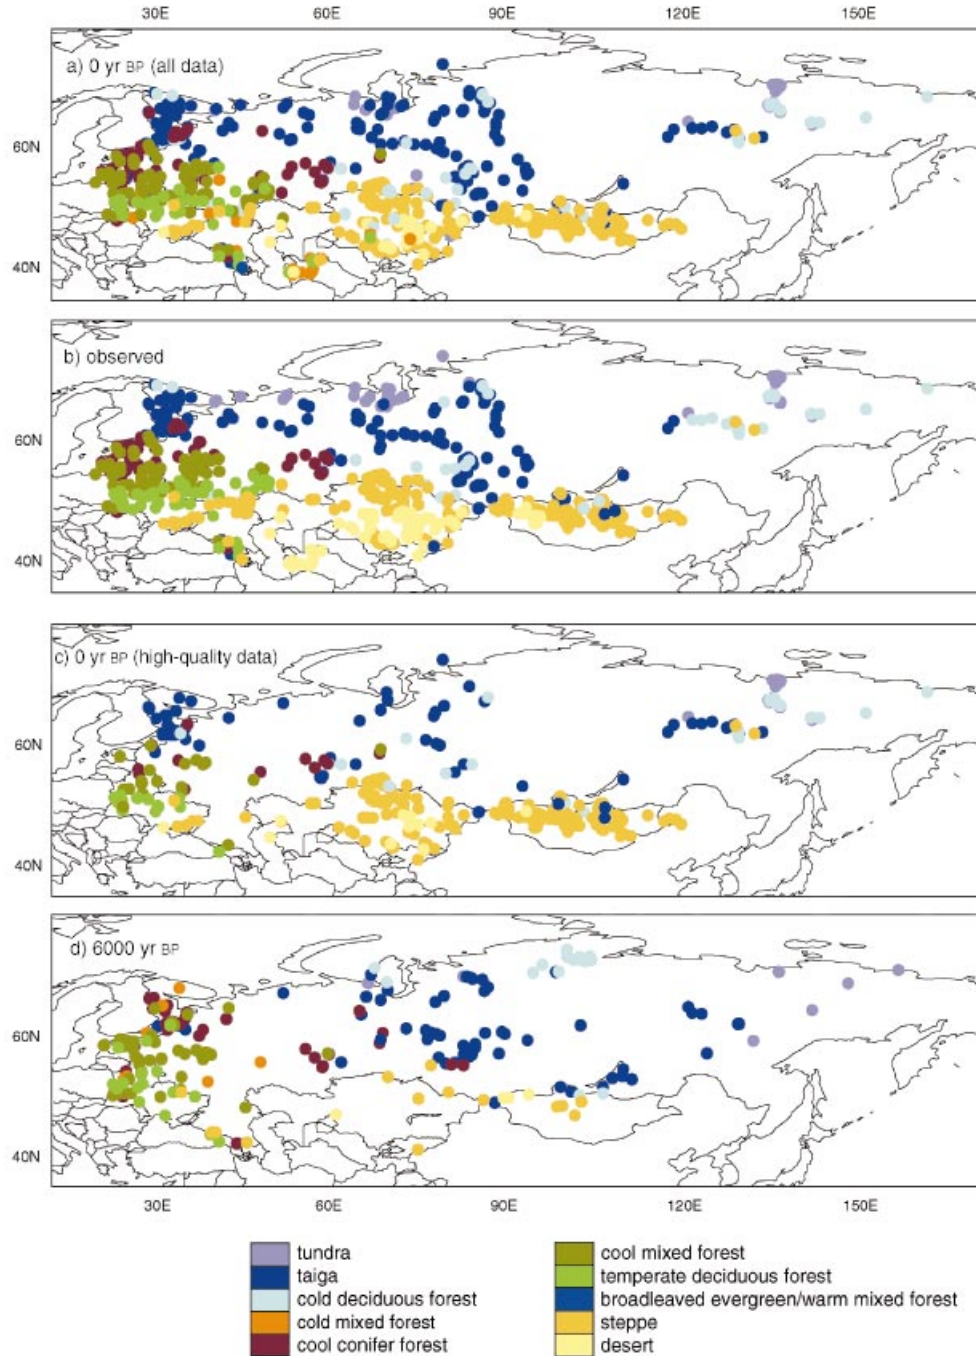 30E 60E 90E 120E 150E
a) 0 yr BP (all data)
60N
40N
b) observed
60N
40N
c) 0 yr BP (high-quality data)
60N
40N
d) 6000 yr BP
60N
40N
30E 60E 90E 120E 150E
tundra
taiga
cold deciduous forest
cold mixed forest
cool conifer forest
cool mixed forest
temperate deciduous forest
broadleaved evergreen/warm mixed forest
steppe
desert